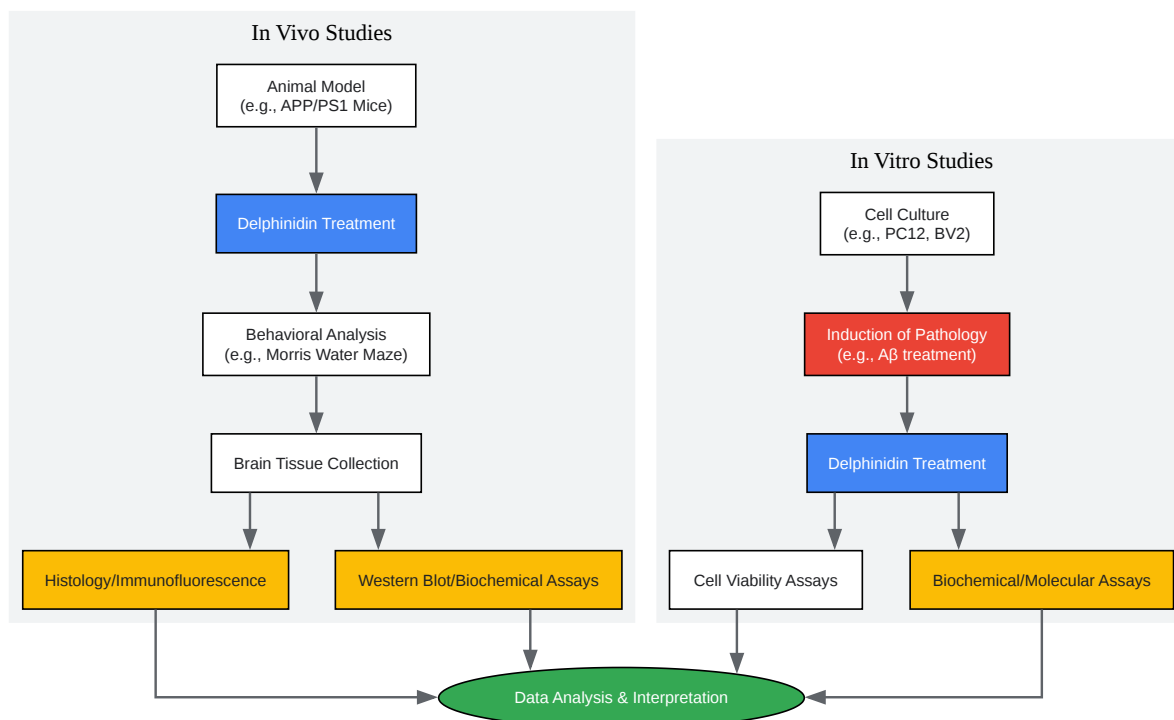 In Vivo Studies
Animal Model
(e.g., APP/PS1 Mice)
Delphinidin Treatment
Behavioral Analysis
(e.g., Morris Water Maze)
Brain Tissue Collection
Histology/Immunofluorescence
Western Blot/Biochemical Assays
In Vitro Studies
Cell Culture
(e.g., PC12, BV2)
Induction of Pathology
(e.g., Aβ treatment)
Delphinidin Treatment
Cell Viability Assays
Biochemical/Molecular Assays
Data Analysis & Interpretation